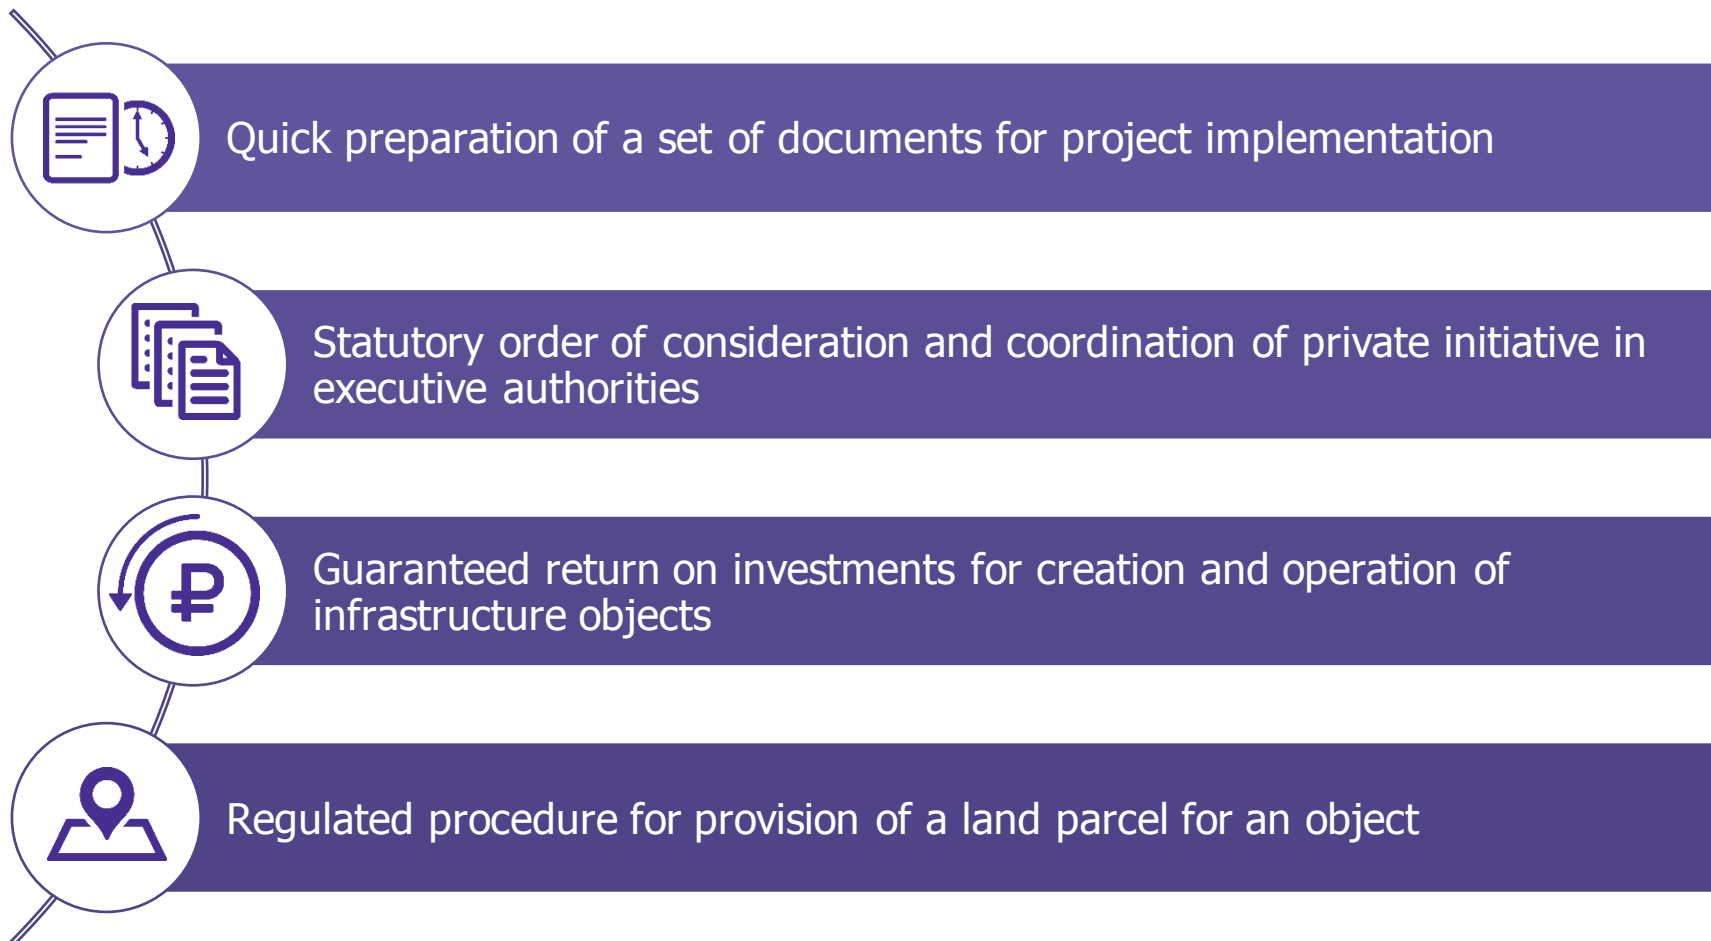 Quick preparation of a set of documents for project implementation
Statutory order of consideration and coordination of private initiative in
executive authorities
Guaranteed return on investments for creation and operation of
infrastructure objects
Regulated procedure for provision of a land parcel for an object